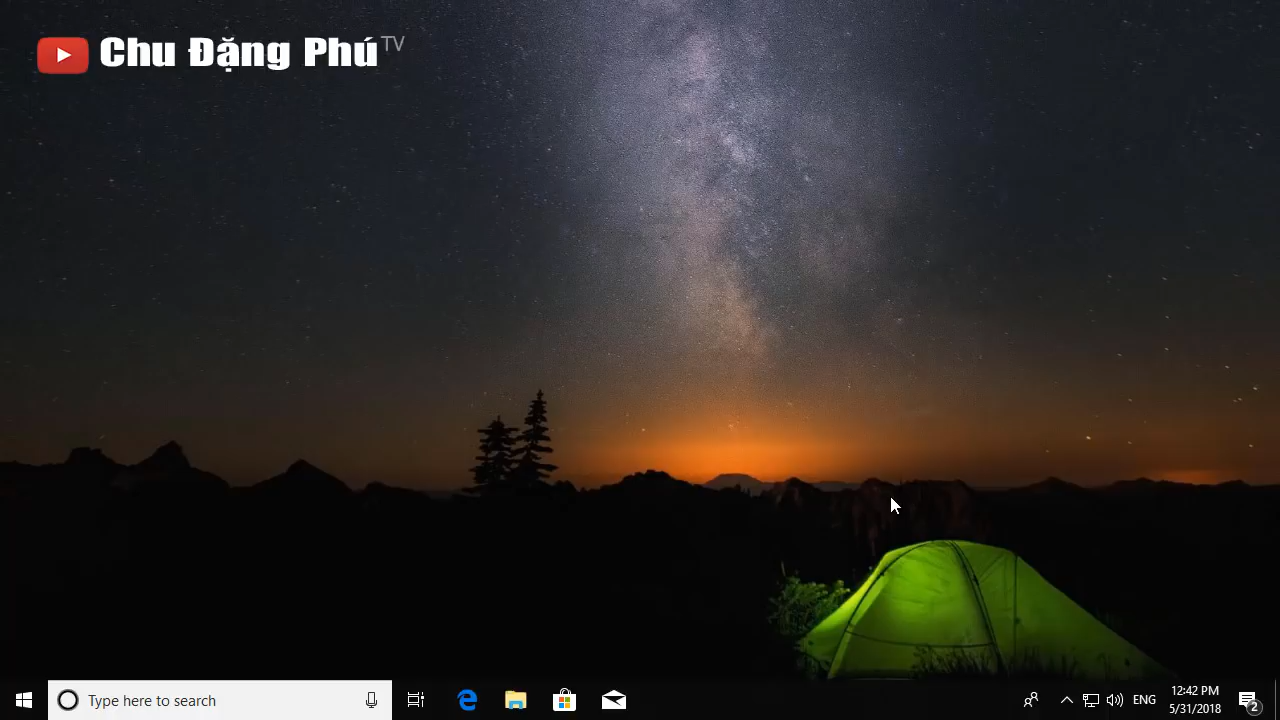 Chu Đặng Phú TV
Type here to search
ENG
12:42 PM
5/31/2018
2